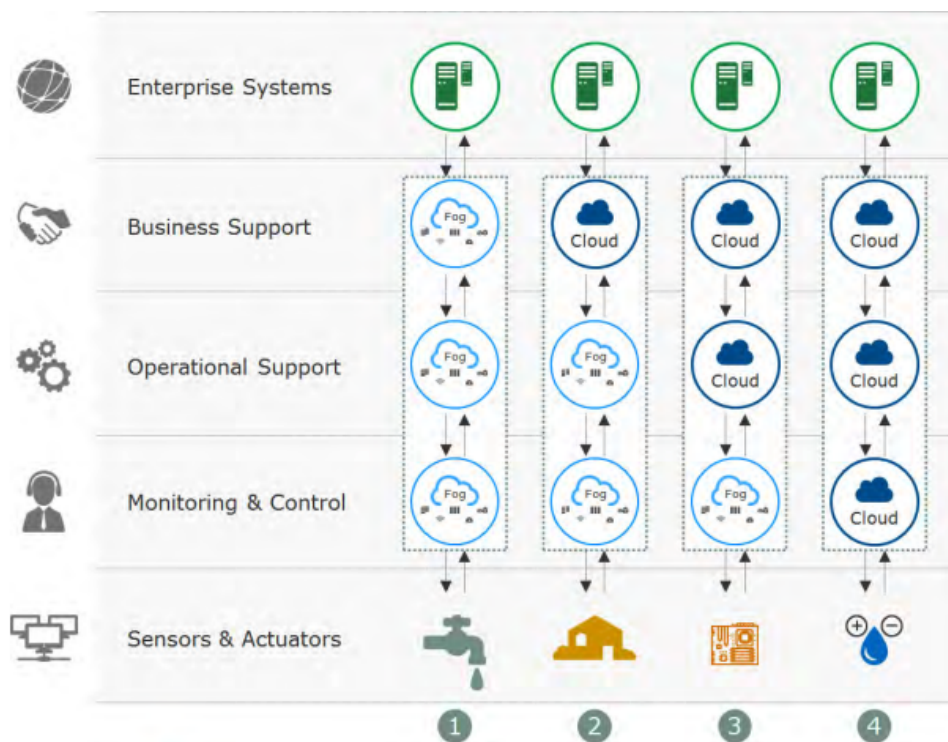 Enterprise Systems
Business Support
Fog
Cloud
Cloud
Cloud
Operational Support
Fog
Fog
Cloud
Cloud
Monitoring & Control
Fog
Fog
Fog
Cloud
Sensors & Actuators
+ −
1
2
3
4